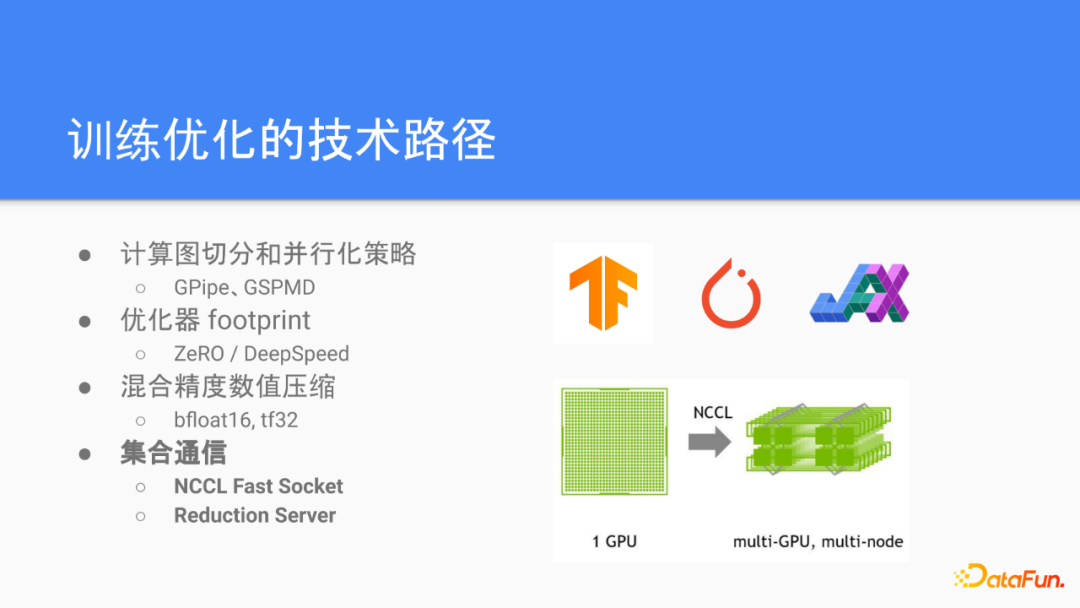 训练优化的技术路径
● 计算图切分和并行化策略
○ GPipe、GSPMD
● 优化器 footprint
○ ZeRO / DeepSpeed
● 混合精度数值压缩
○ bfloat16, tf32
● 集合通信
○ NCCL Fast Socket
○ Reduction Server
NCCL
1 GPU
multi-GPU, multi-node
DataFun.